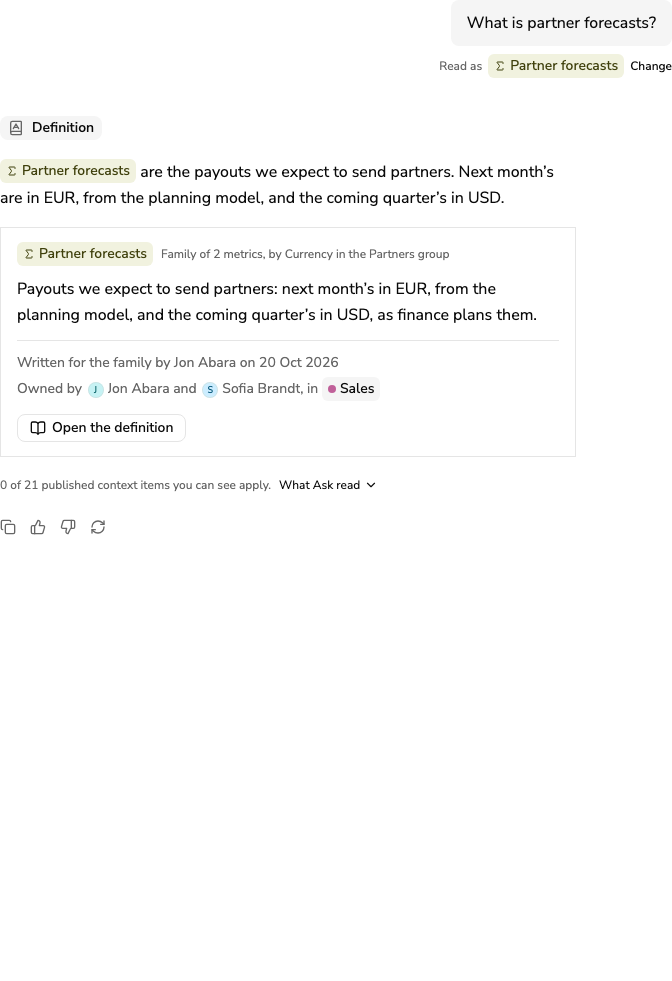 What is partner forecasts?
Read as Σ Partner forecasts Change
Definition
Σ Partner forecasts are the payouts we expect to send partners. Next month’s
are in EUR, from the planning model, and the coming quarter’s in USD.
Σ Partner forecasts Family of 2 metrics, by Currency in the Partners group
Payouts we expect to send partners: next month’s in EUR, from the
planning model, and the coming quarter’s in USD, as finance plans them.
Written for the family by Jon Abara on 20 Oct 2026
Owned by J Jon Abara and S Sofia Brandt, in Sales
Open the definition
0 of 21 published context items you can see apply. What Ask read